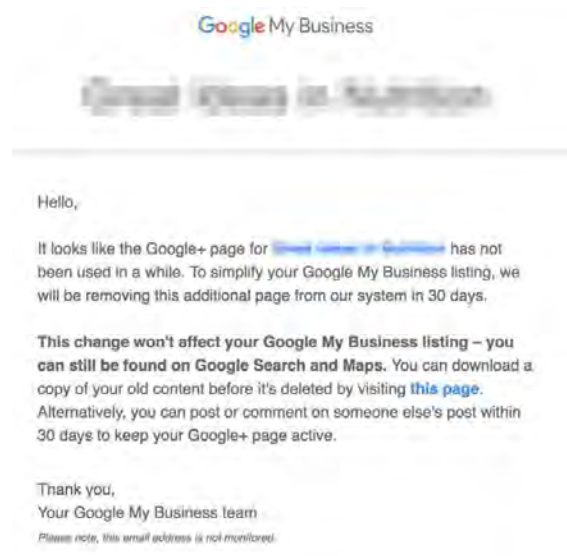 Google My Business
Hello,
It looks like the Google+ page for has not
been used in a while. To simplify your Google My Business listing, we
will be removing this additional page from our system in 30 days.
This change won't affect your Google My Business listing – you
can still be found on Google Search and Maps. You can download a
copy of your old content before it's deleted by visiting this page.
Alternatively, you can post or comment on someone else's post within
30 days to keep your Google+ page active.
Thank you,
Your Google My Business team
Please note, this email address is not monitored.